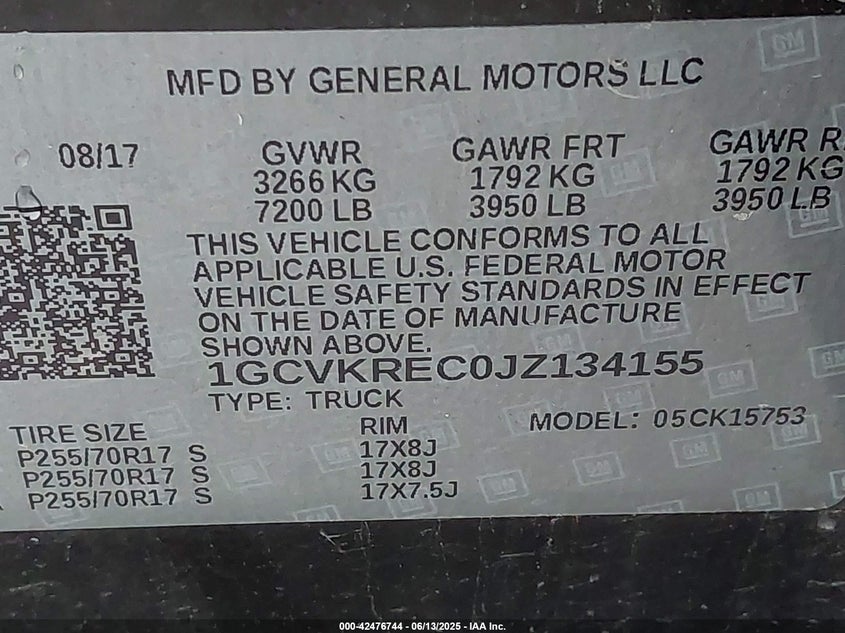 MFD BY GENERAL MOTORS LLC
08/17 GVWR GAWR FRT GAWR R
3266 KG 1792 KG 1792 KG
7200 LB 3950 LB 3950 LB
THIS VEHICLE CONFORMS TO ALL
APPLICABLE U.S. FEDERAL MOTOR
VEHICLE SAFETY STANDARDS IN EFFECT
ON THE DATE OF MANUFACTURE
SHOWN ABOVE.
1GCVKREC0JZ134155
TYPE: TRUCK
MODEL: 05CK15753
TIRE SIZE RIM
P255/70R17 S 17X8J
P255/70R17 S 17X8J
P255/70R17 S 17X7.5J
000-42476744 - 06/13/2025 - IAA Inc.